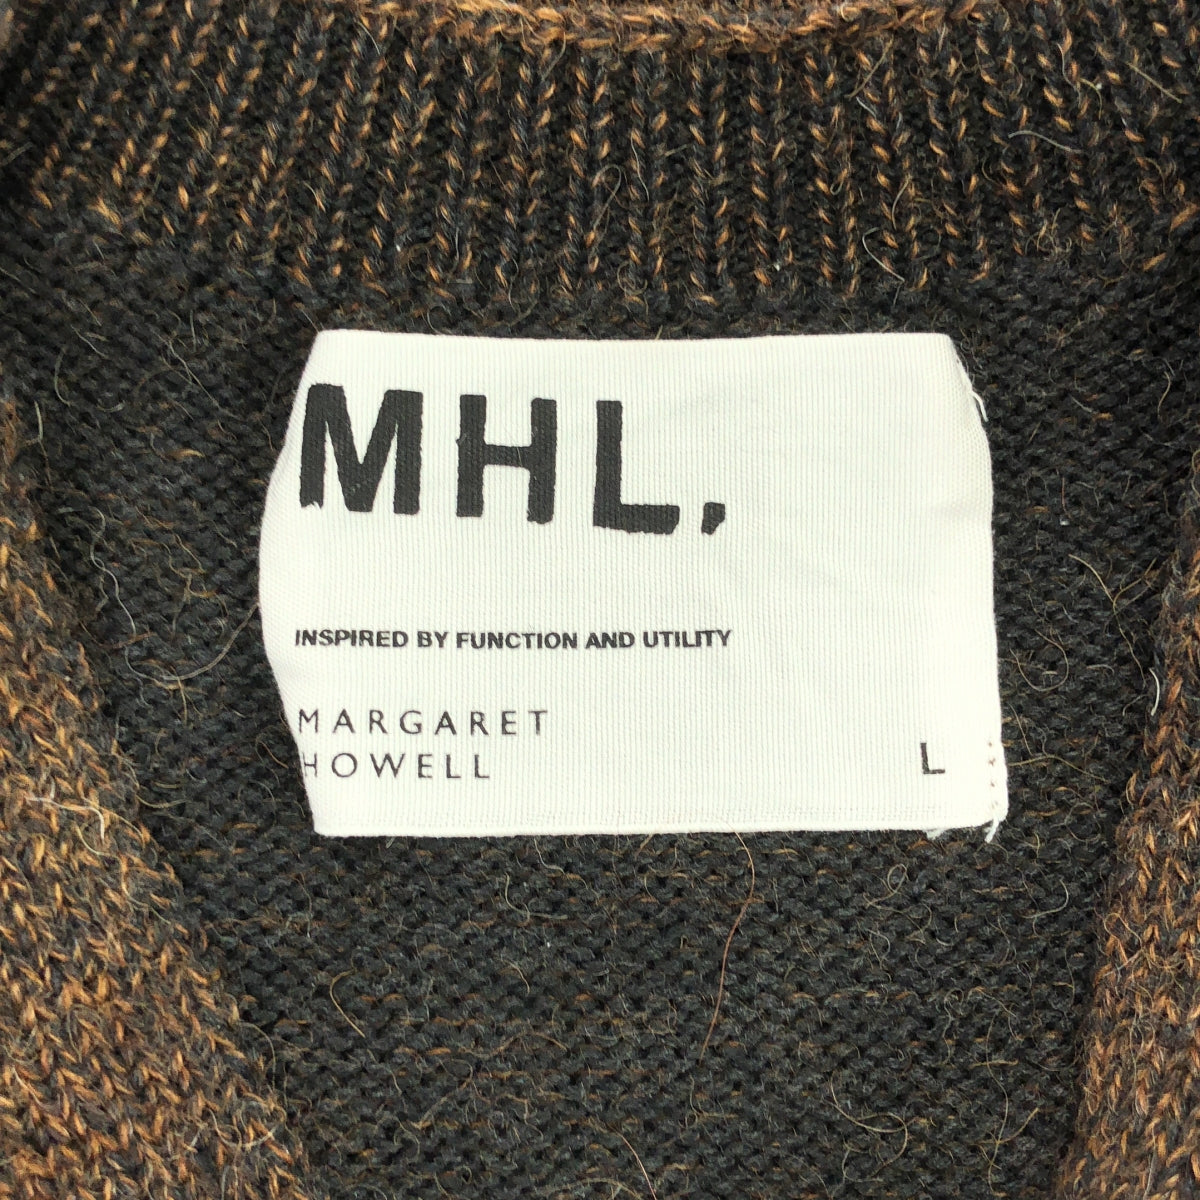 MHL.
INSPIRED BY FUNCTION AND UTILITY
MARGARET
HOWELL
L